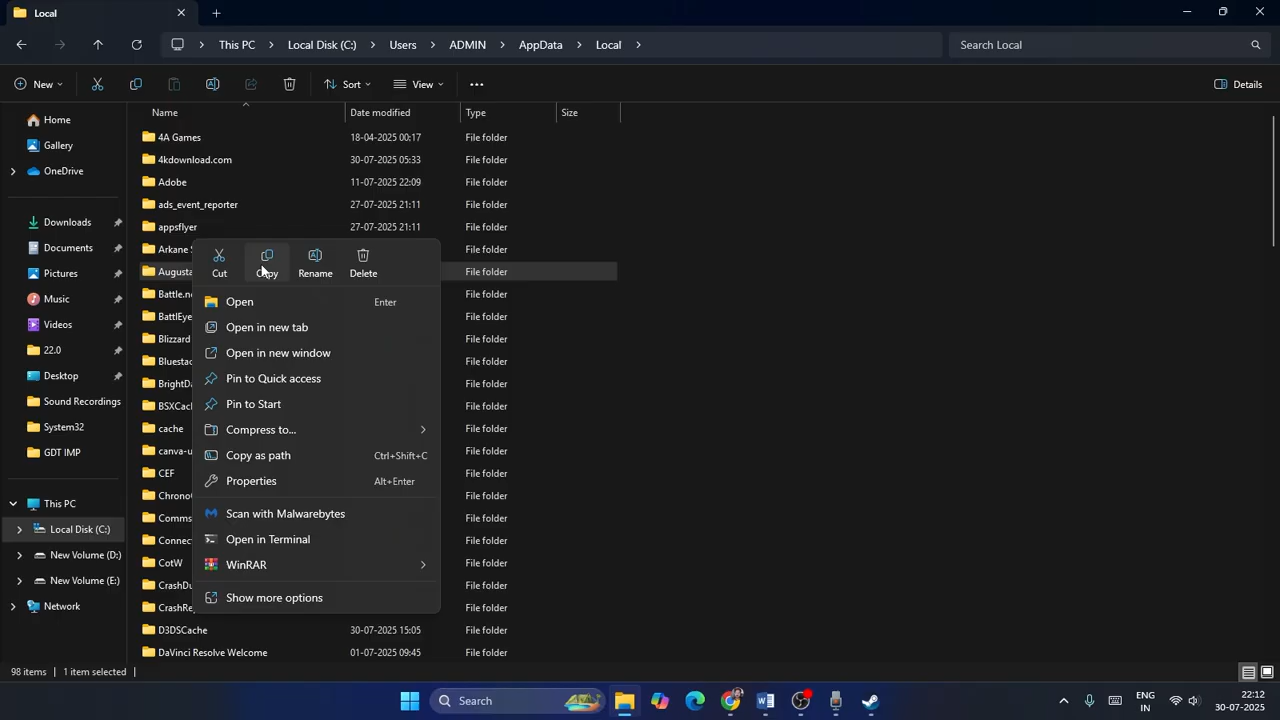 Local
This PC > Local Disk (C:) > Users > ADMIN > AppData > Local >
Search Local
New
Sort
View
Details
Name Date modified Type Size
Home
Gallery
OneDrive
Downloads
Documents
Pictures
Music
Videos
22.0
Desktop
Sound Recordings
System32
GDT IMP
This PC
Local Disk (C:)
New Volume (D:)
New Volume (E:)
Network
4A Games 18-04-2025 00:17 File folder
4kdownload.com 30-07-2025 05:33 File folder
Adobe 11-07-2025 22:09 File folder
ads_event_reporter 27-07-2025 21:11 File folder
appsflyer 27-07-2025 21:11 File folder
Arkane File folder
Augusta File folder
Battle.n File folder
BattlEye File folder
Blizzard File folder
Bluestac File folder
BrightDa File folder
BSXCac File folder
cache File folder
canva-u File folder
CEF File folder
Chrono File folder
Comms File folder
Connec File folder
CotW File folder
CrashDu File folder
CrashRe File folder
D3DSCache 30-07-2025 15:05 File folder
DaVinci Resolve Welcome 01-07-2025 09:45 File folder
Cut Copy Rename Delete
Open Enter
Open in new tab
Open in new window
Pin to Quick access
Pin to Start
Compress to...
Copy as path Ctrl+Shift+C
Properties Alt+Enter
Scan with Malwarebytes
Open in Terminal
WinRAR
Show more options
98 items 1 item selected
Search
ENG
IN
22:12
30-07-2025